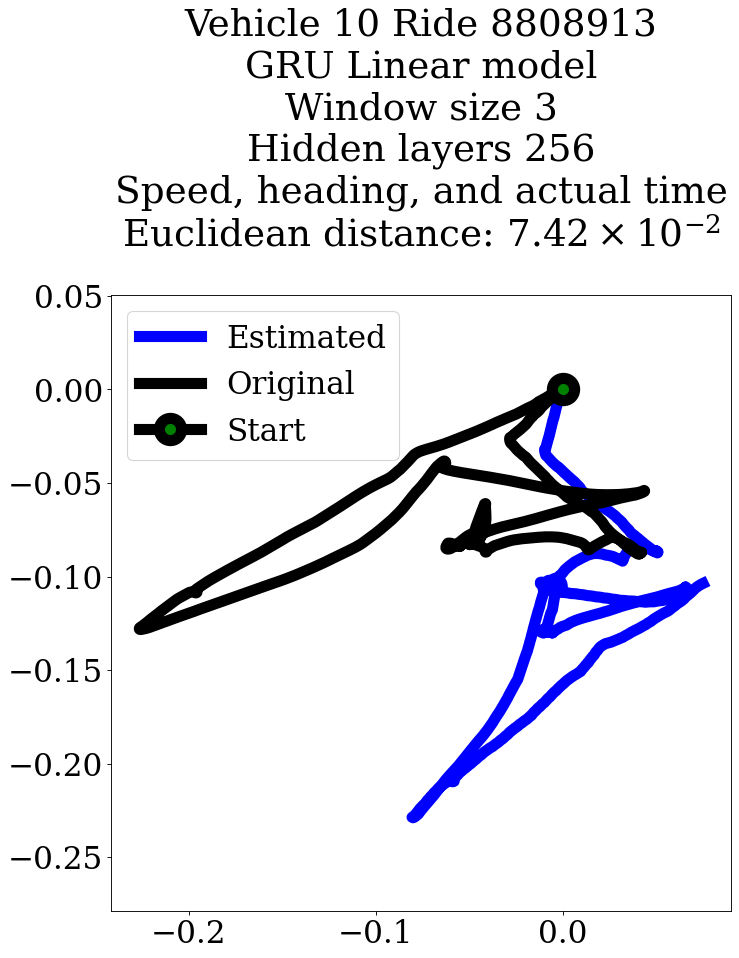 Vehicle 10 Ride 8808913
GRU Linear model
Window size 3
Hidden layers 256
Speed, heading, and actual time
Euclidean distance: 7.42 × 10⁻²
Estimated
Original
Start
0.05
0.00
−0.05
−0.10
−0.15
−0.20
−0.25
−0.2
−0.1
0.0